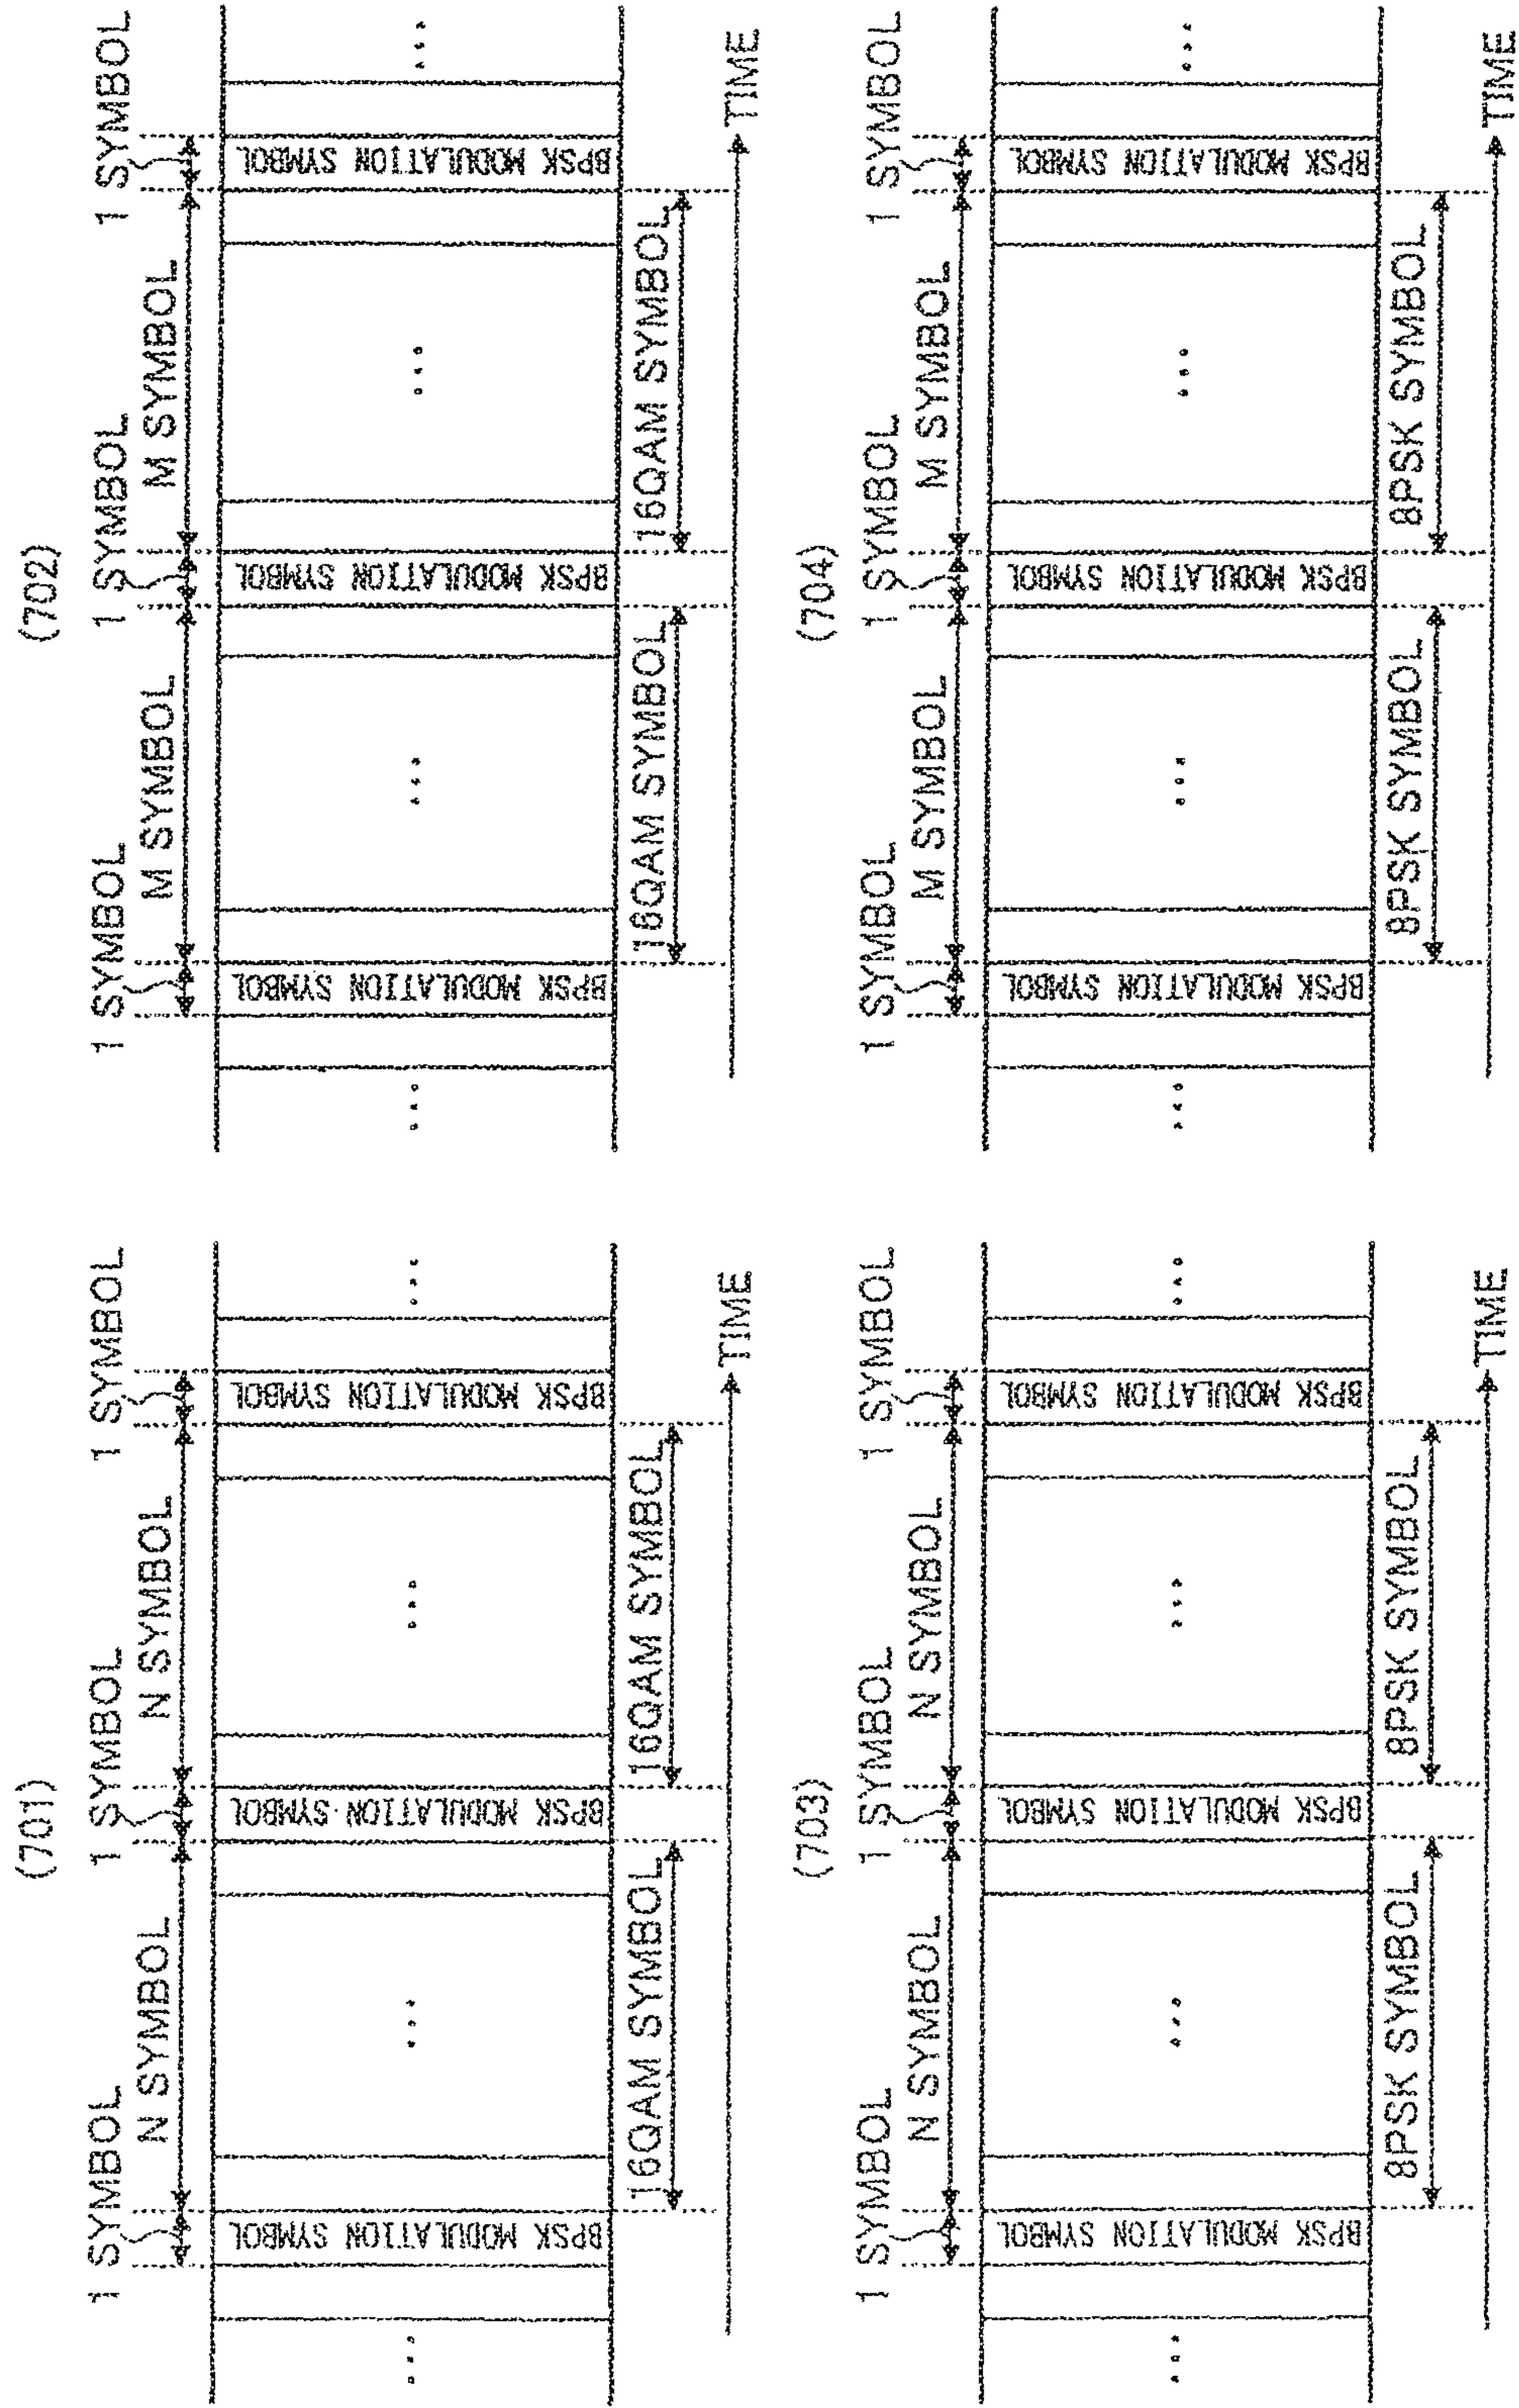 (701)
1 SYMBOL
1 SYMBOL
1 SYMBOL
N SYMBOL
N SYMBOL
BPSK MODULATION SYMBOL
BPSK MODULATION SYMBOL
BPSK MODULATION SYMBOL
16QAM SYMBOL
16QAM SYMBOL
TIME
(702)
1 SYMBOL
1 SYMBOL
1 SYMBOL
M SYMBOL
M SYMBOL
BPSK MODULATION SYMBOL
BPSK MODULATION SYMBOL
BPSK MODULATION SYMBOL
16QAM SYMBOL
16QAM SYMBOL
TIME
(703)
1 SYMBOL
1 SYMBOL
1 SYMBOL
N SYMBOL
N SYMBOL
BPSK MODULATION SYMBOL
BPSK MODULATION SYMBOL
BPSK MODULATION SYMBOL
8PSK SYMBOL
8PSK SYMBOL
TIME
(704)
1 SYMBOL
1 SYMBOL
1 SYMBOL
M SYMBOL
M SYMBOL
BPSK MODULATION SYMBOL
BPSK MODULATION SYMBOL
BPSK MODULATION SYMBOL
8PSK SYMBOL
8PSK SYMBOL
TIME